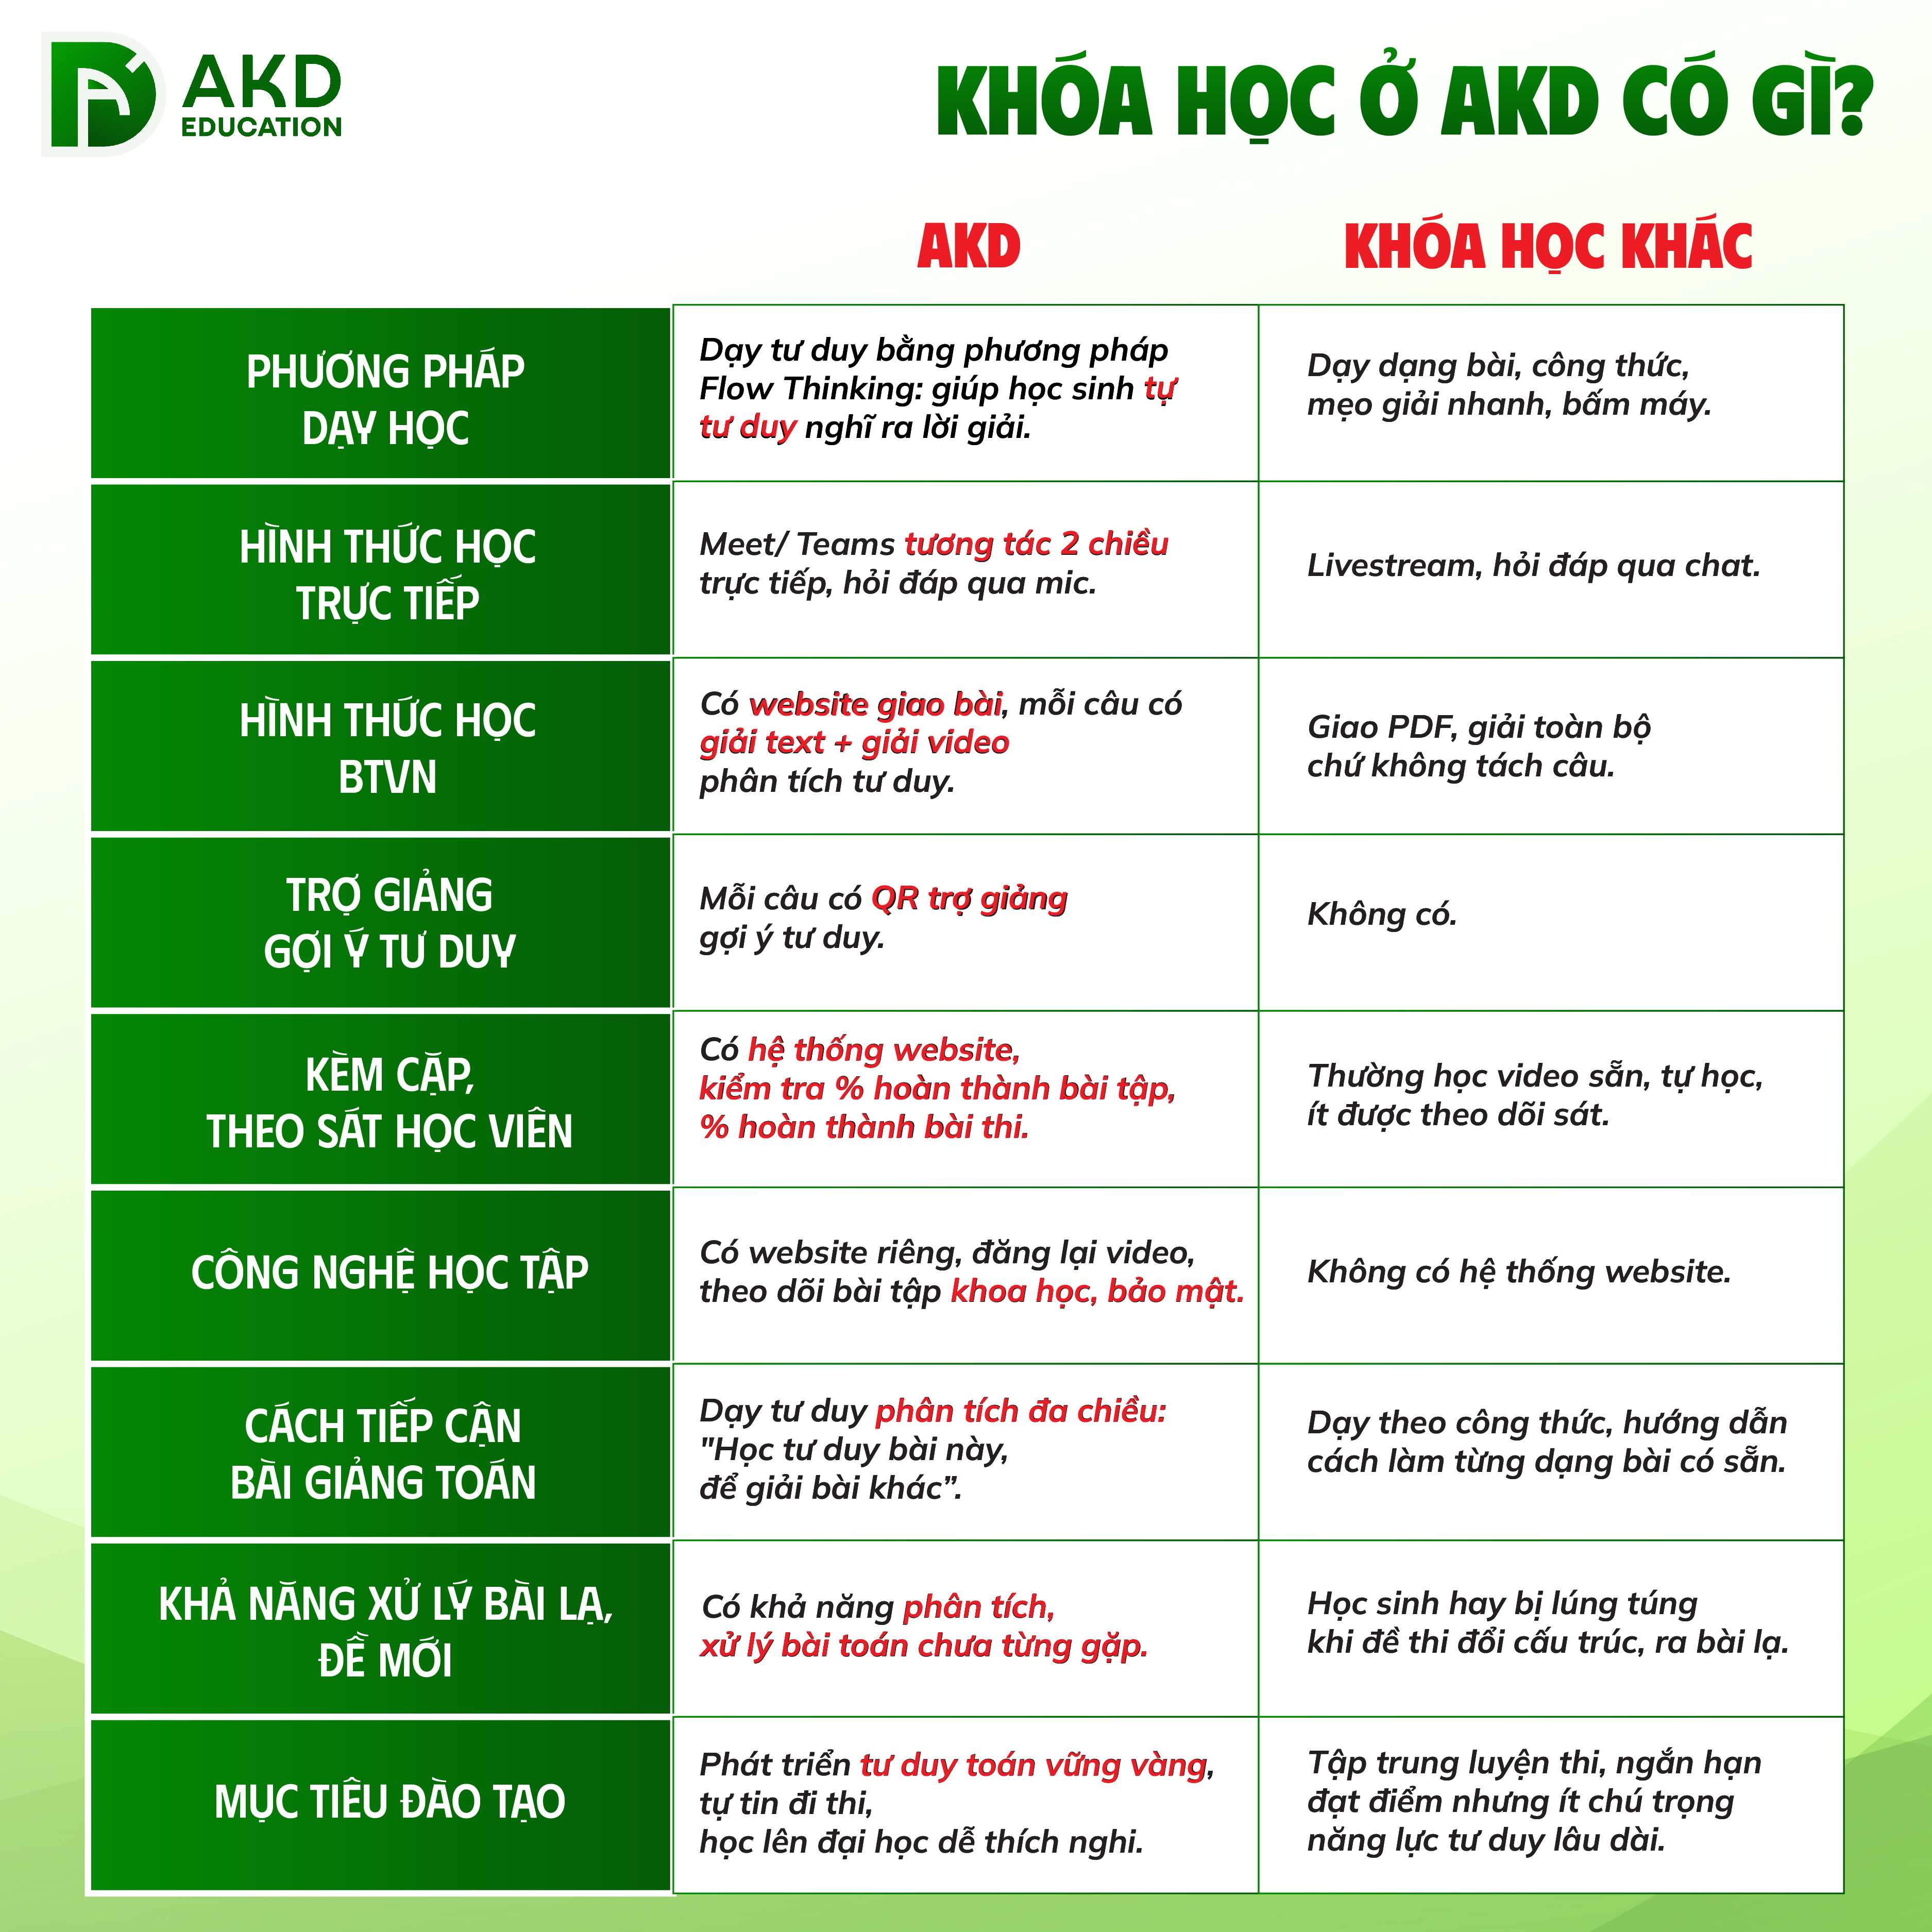 AKD
EDUCATION
KHÓA HỌC Ở AKD CÓ GÌ?
AKD
KHÓA HỌC KHÁC
PHƯƠNG PHÁP
DẠY HỌC
Dạy tư duy bằng phương pháp
Flow Thinking: giúp học sinh tự
tư duy nghĩ ra lời giải.
Dạy dạng bài, công thức,
mẹo giải nhanh, bấm máy.
HÌNH THỨC HỌC
TRỰC TIẾP
Meet/ Teams tương tác 2 chiều
trực tiếp, hỏi đáp qua mic.
Livestream, hỏi đáp qua chat.
HÌNH THỨC HỌC
BTVN
Có website giao bài, mỗi câu có
giải text + giải video
phân tích tư duy.
Giao PDF, giải toàn bộ
chứ không tách câu.
TRỢ GIẢNG
GỢI Ý TƯ DUY
Mỗi câu có QR trợ giảng
gợi ý tư duy.
Không có.
KÈM CẶP,
THEO SÁT HỌC VIÊN
Có hệ thống website,
kiểm tra % hoàn thành bài tập,
% hoàn thành bài thi.
Thường học video sẵn, tự học,
ít được theo dõi sát.
CÔNG NGHỆ HỌC TẬP
Có website riêng, đăng lại video,
theo dõi bài tập khoa học, bảo mật.
Không có hệ thống website.
CÁCH TIẾP CẬN
BÀI GIẢNG TOÁN
Dạy tư duy phân tích đa chiều:
"Học tư duy bài này,
để giải bài khác”.
Dạy theo công thức, hướng dẫn
cách làm từng dạng bài có sẵn.
KHẢ NĂNG XỬ LÝ BÀI LẠ,
ĐỀ MỚI
Có khả năng phân tích,
xử lý bài toán chưa từng gặp.
Học sinh hay bị lúng túng
khi đề thi đổi cấu trúc, ra bài lạ.
MỤC TIÊU ĐÀO TẠO
Phát triển tư duy toán vững vàng,
tự tin đi thi,
học lên đại học dễ thích nghi.
Tập trung luyện thi, ngắn hạn
đạt điểm nhưng ít chú trọng
năng lực tư duy lâu dài.